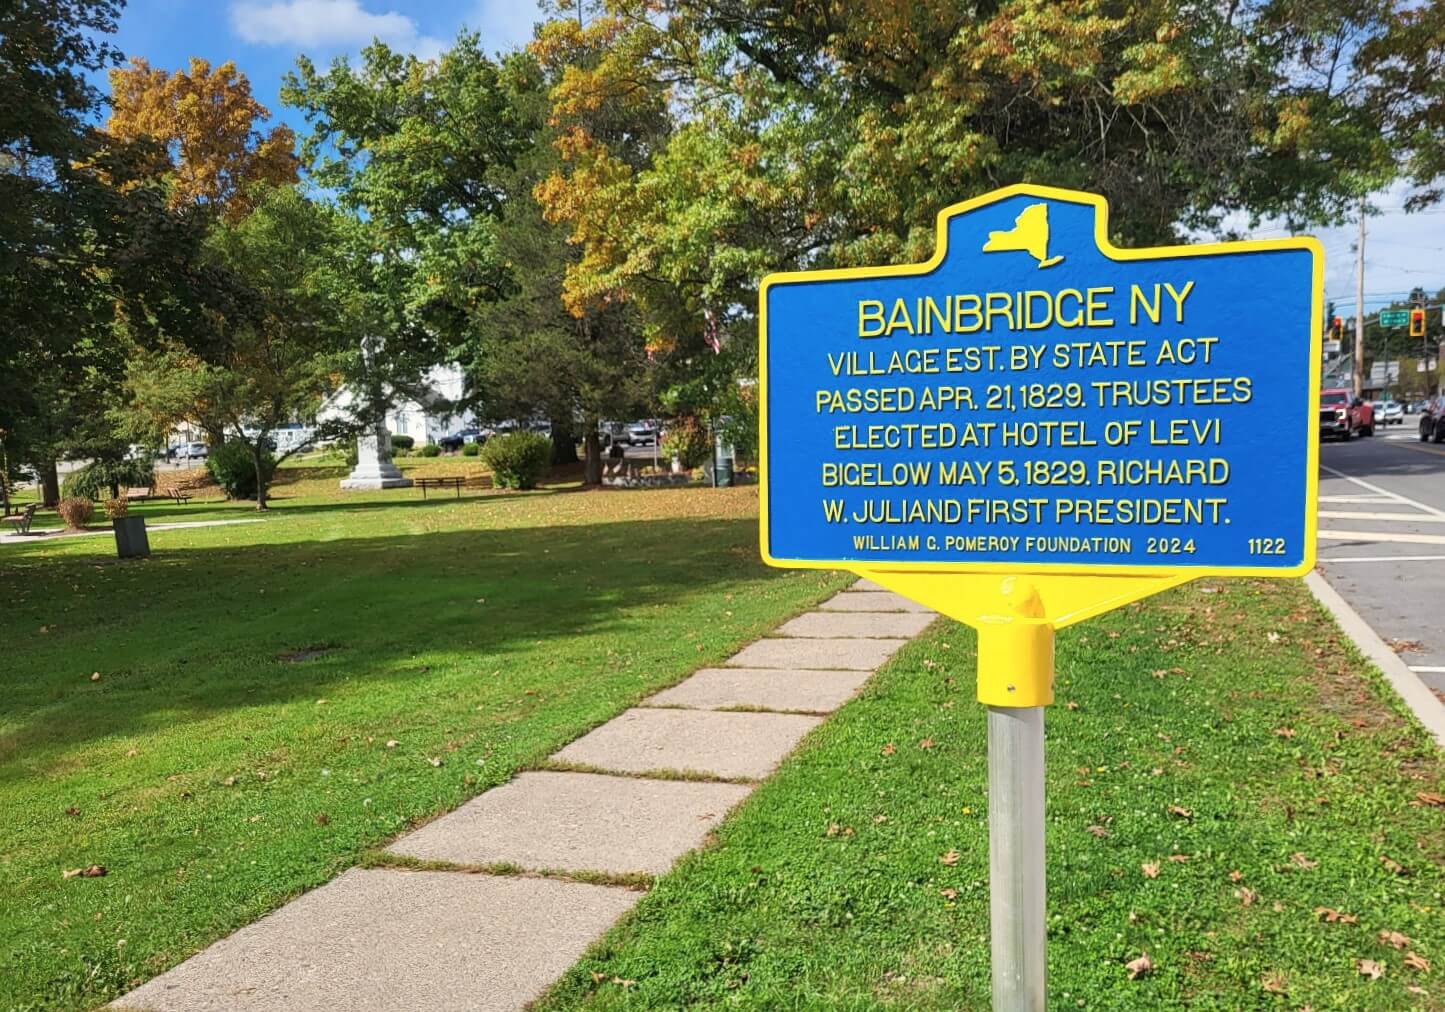 BAINBRIDGE NY
VILLAGE EST. BY STATE ACT
PASSED APR. 21, 1829. TRUSTEES
ELECTED AT HOTEL OF LEVI
BIGELOW MAY 5, 1829. RICHARD
W. JULIAND FIRST PRESIDENT.
WILLIAM G. POMEROY FOUNDATION 2024 1122